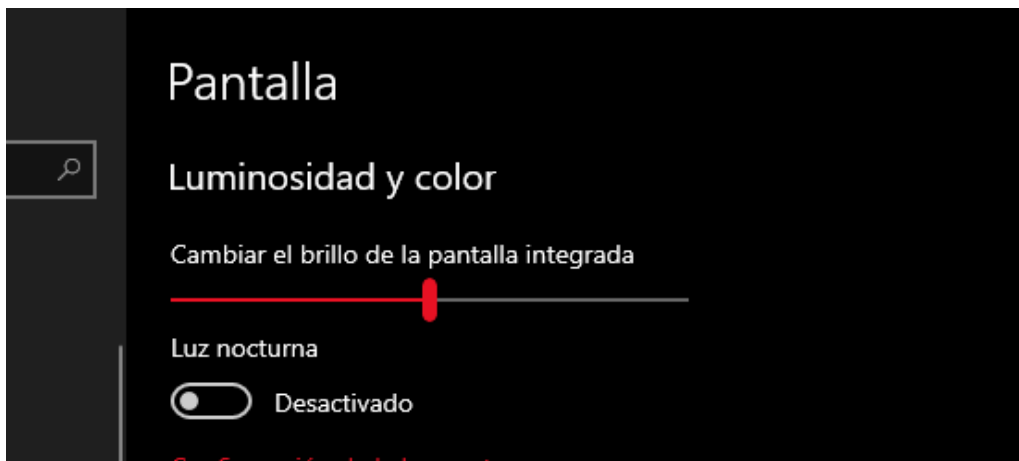 Pantalla
Luminosidad y color
Cambiar el brillo de la pantalla integrada
Luz nocturna
Desactivado